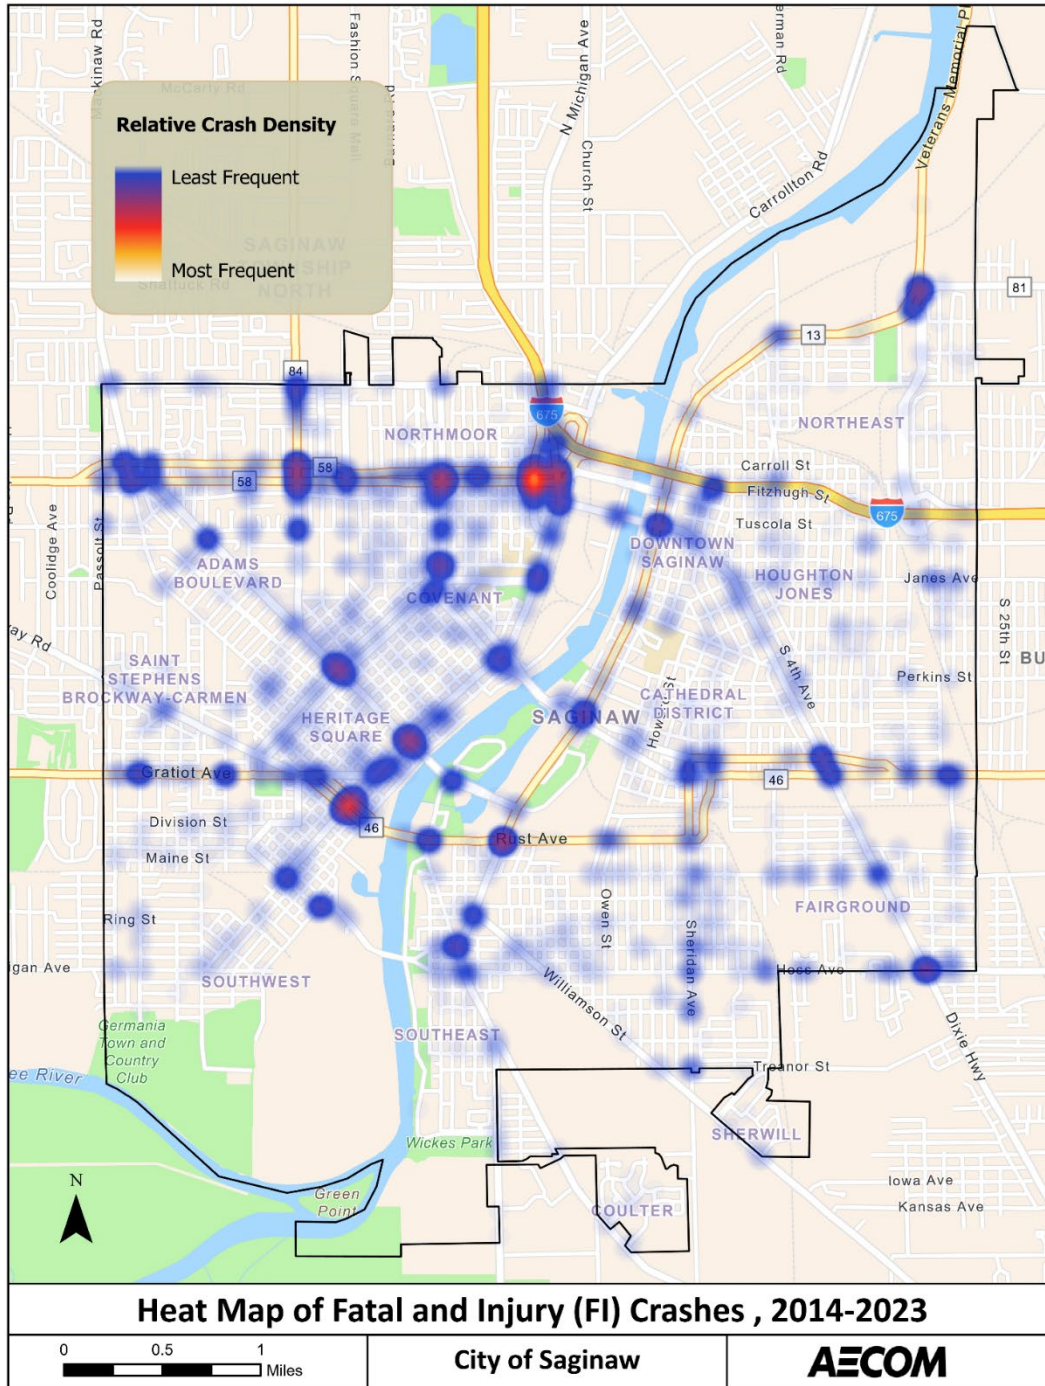 Mackinaw Rd
Fashion Square Mall
N Michigan Ave
Church St
Carrollton Rd
Veterans Memorial
McCarty Rd
Relative Crash Density
Least Frequent
Most Frequent
SAGINAW
TOWNSHIP
NORTH
Shattuck Rd
81
13
84
675
NORTHMOOR
NORTHEAST
58
58
Carroll St
Fitzhugh St
675
Tuscola St
Coolidge Ave
Passolt St
ADAMS
BOULEVARD
DOWNTOWN
SAGINAW
HOUGHTON
JONES
Janes Ave
COVENANT
S 25th St
S 4th Ave
SAINT
STEPHENS
BROCKWAY-CARMEN
Perkins St
BU
CATHEDRAL
DISTRICT
HERITAGE
SQUARE
SAGINAW
Howard St
Gratiot Ave
46
46
Division St
Rust Ave
Maine St
Owen St
Sheridan Ave
FAIRGROUND
Ring St
igan Ave
Hess Ave
SOUTHWEST
Williamson St
SOUTHEAST
Dixie Hwy
Germania
Town and
Country
Club
ee River
Treanor St
SHERWILL
Wickes Park
Iowa Ave
Kansas Ave
N
Green
Point
COULTER
Heat Map of Fatal and Injury (FI) Crashes , 2014-2023
0 0.5 1
Miles
City of Saginaw
AECOM